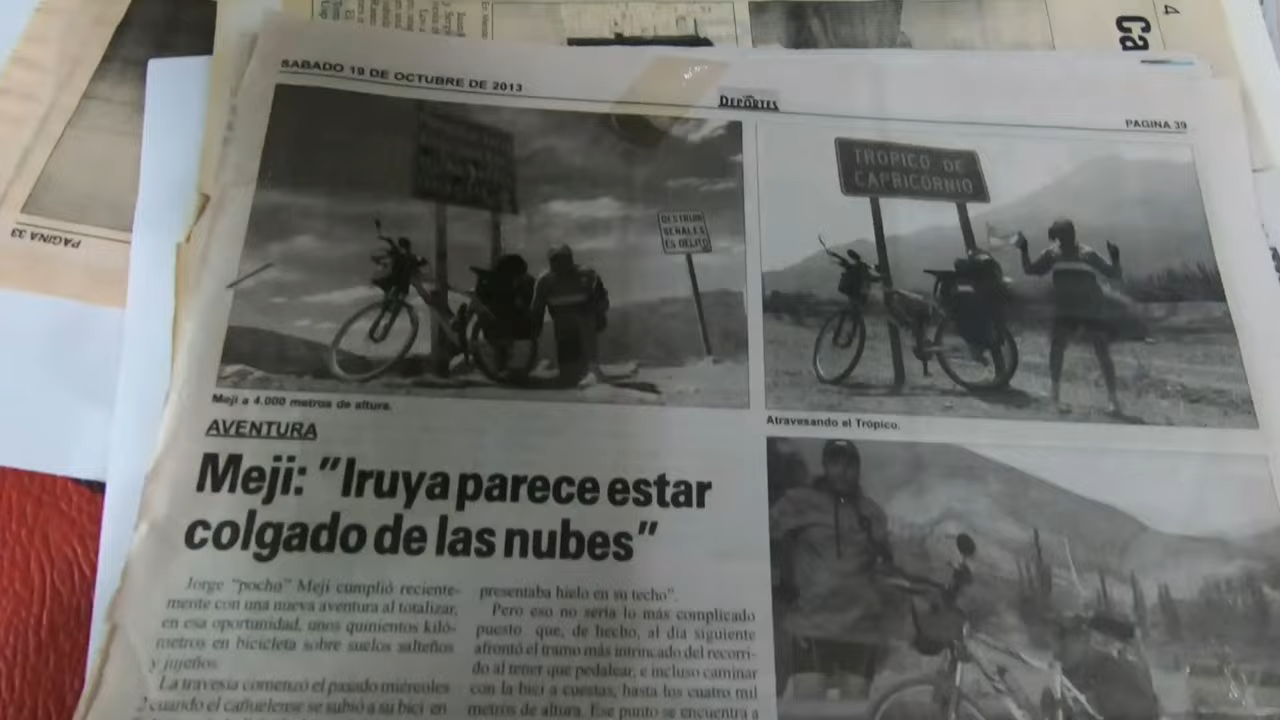 SABADO 19 DE OCTUBRE DE 2013
DEPORTES
PAGINA 39
DESTRUIR
SEÑALES
ES DELITO
TROPICO DE
CAPRICORNIO
Meji a 4.000 metros de altura.
Atravesando el Trópico.
AVENTURA
Meji: "Iruya parece estar
colgado de las nubes"
Jorge "pocho" Meji cumplió reciente-
mente con una nueva aventura al totalizar,
en esa oportunidad, unos quinientos kiló-
metros en bicicleta sobre suelos salteños
y jujeños.
La travesía comenzó el pasado miércoles
2 cuando el cañuelense se subió a su bici en
presentaba hielo en su techo".
Pero eso no sería lo más complicado
puesto que, de hecho, al día siguiente
afrontó el tramo más intrincado del recorri-
do al tener que pedalear, e incluso caminar
con la bici a cuestas, hasta los cuatro mil
metros de altura. Ese punto se encuentra a
PAGINA 33
4
Ca